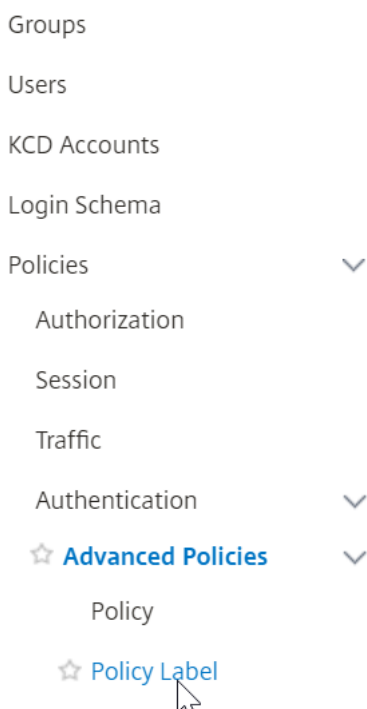 Groups
Users
KCD Accounts
Login Schema
Policies
Authorization
Session
Traffic
Authentication
Advanced Policies
Policy
Policy Label